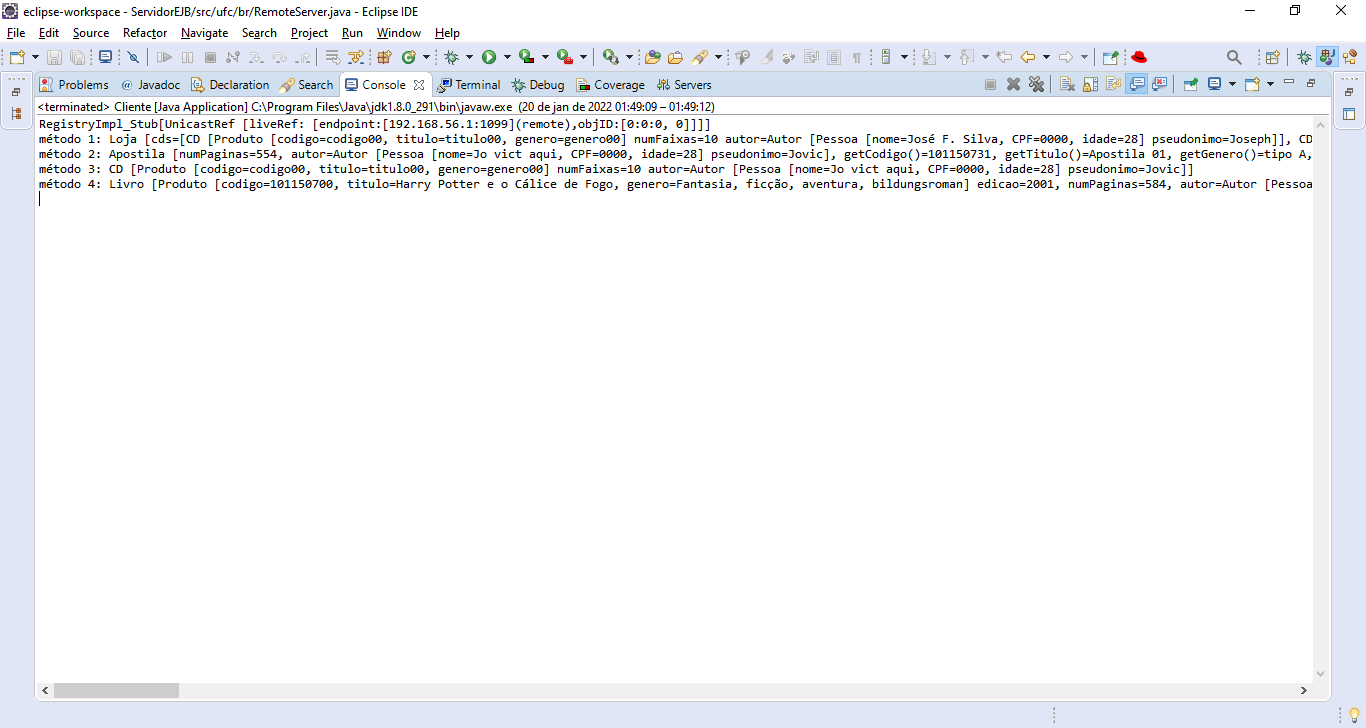 eclipse-workspace - ServidorEJB/src/ufc/br/RemoteServer.java - Eclipse IDE
File Edit Source Refactor Navigate Search Project Run Window Help
Problems @ Javadoc Declaration Search Console Terminal Debug Coverage Servers
<terminated> Cliente [Java Application] C:\Program Files\Java\jdk1.8.0_291\bin\javaw.exe (20 de jan de 2022 01:49:09 – 01:49:12)
RegistryImpl_Stub[UnicastRef [liveRef: [endpoint:[192.168.56.1:1099](remote),objID:[0:0:0, 0]]]]
método 1: Loja [cds=[CD [Produto [codigo=codigo00, titulo=titulo00, genero=genero00] numFaixas=10 autor=Autor [Pessoa [nome=José F. Silva, CPF=0000, idade=28] pseudonimo=Joseph]], CD
método 2: Apostila [numPaginas=554, autor=Autor [Pessoa [nome=Jo vict aqui, CPF=0000, idade=28] pseudonimo=Jovic], getCodigo()=101150731, getTitulo()=Apostila 01, getGenero()=tipo A,
método 3: CD [Produto [codigo=codigo00, titulo=titulo00, genero=genero00] numFaixas=10 autor=Autor [Pessoa [nome=Jo vict aqui, CPF=0000, idade=28] pseudonimo=Jovic]]
método 4: Livro [Produto [codigo=101150700, titulo=Harry Potter e o Cálice de Fogo, genero=Fantasia, ficção, aventura, bildungsroman] edicao=2001, numPaginas=584, autor=Autor [Pessoa